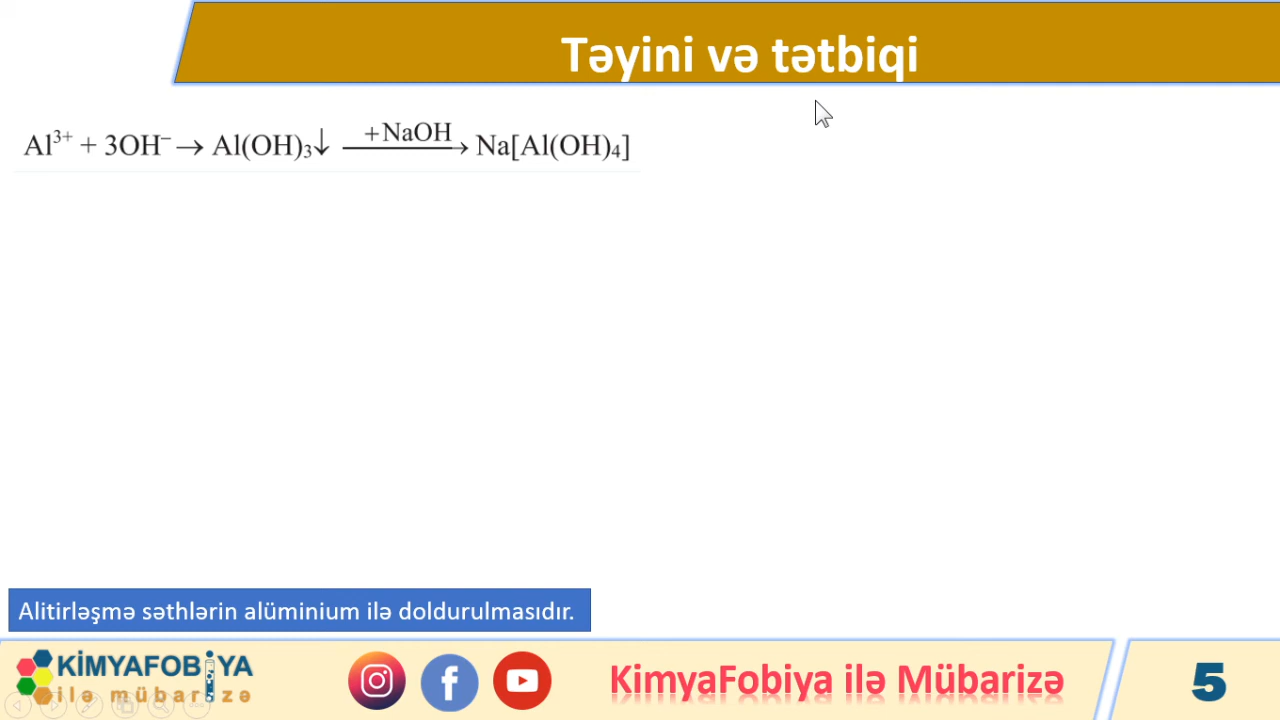 Təyini və tətbiqi
Al³⁺ + 3OH⁻ → Al(OH)₃↓ +NaOH → Na[Al(OH)₄]
Alitirləşmə səthlərin alüminium ilə doldurulmasıdır.
KİMYAFOBİYA
ilə mübarizə
KimyaFobiya ilə Mübarizə
5